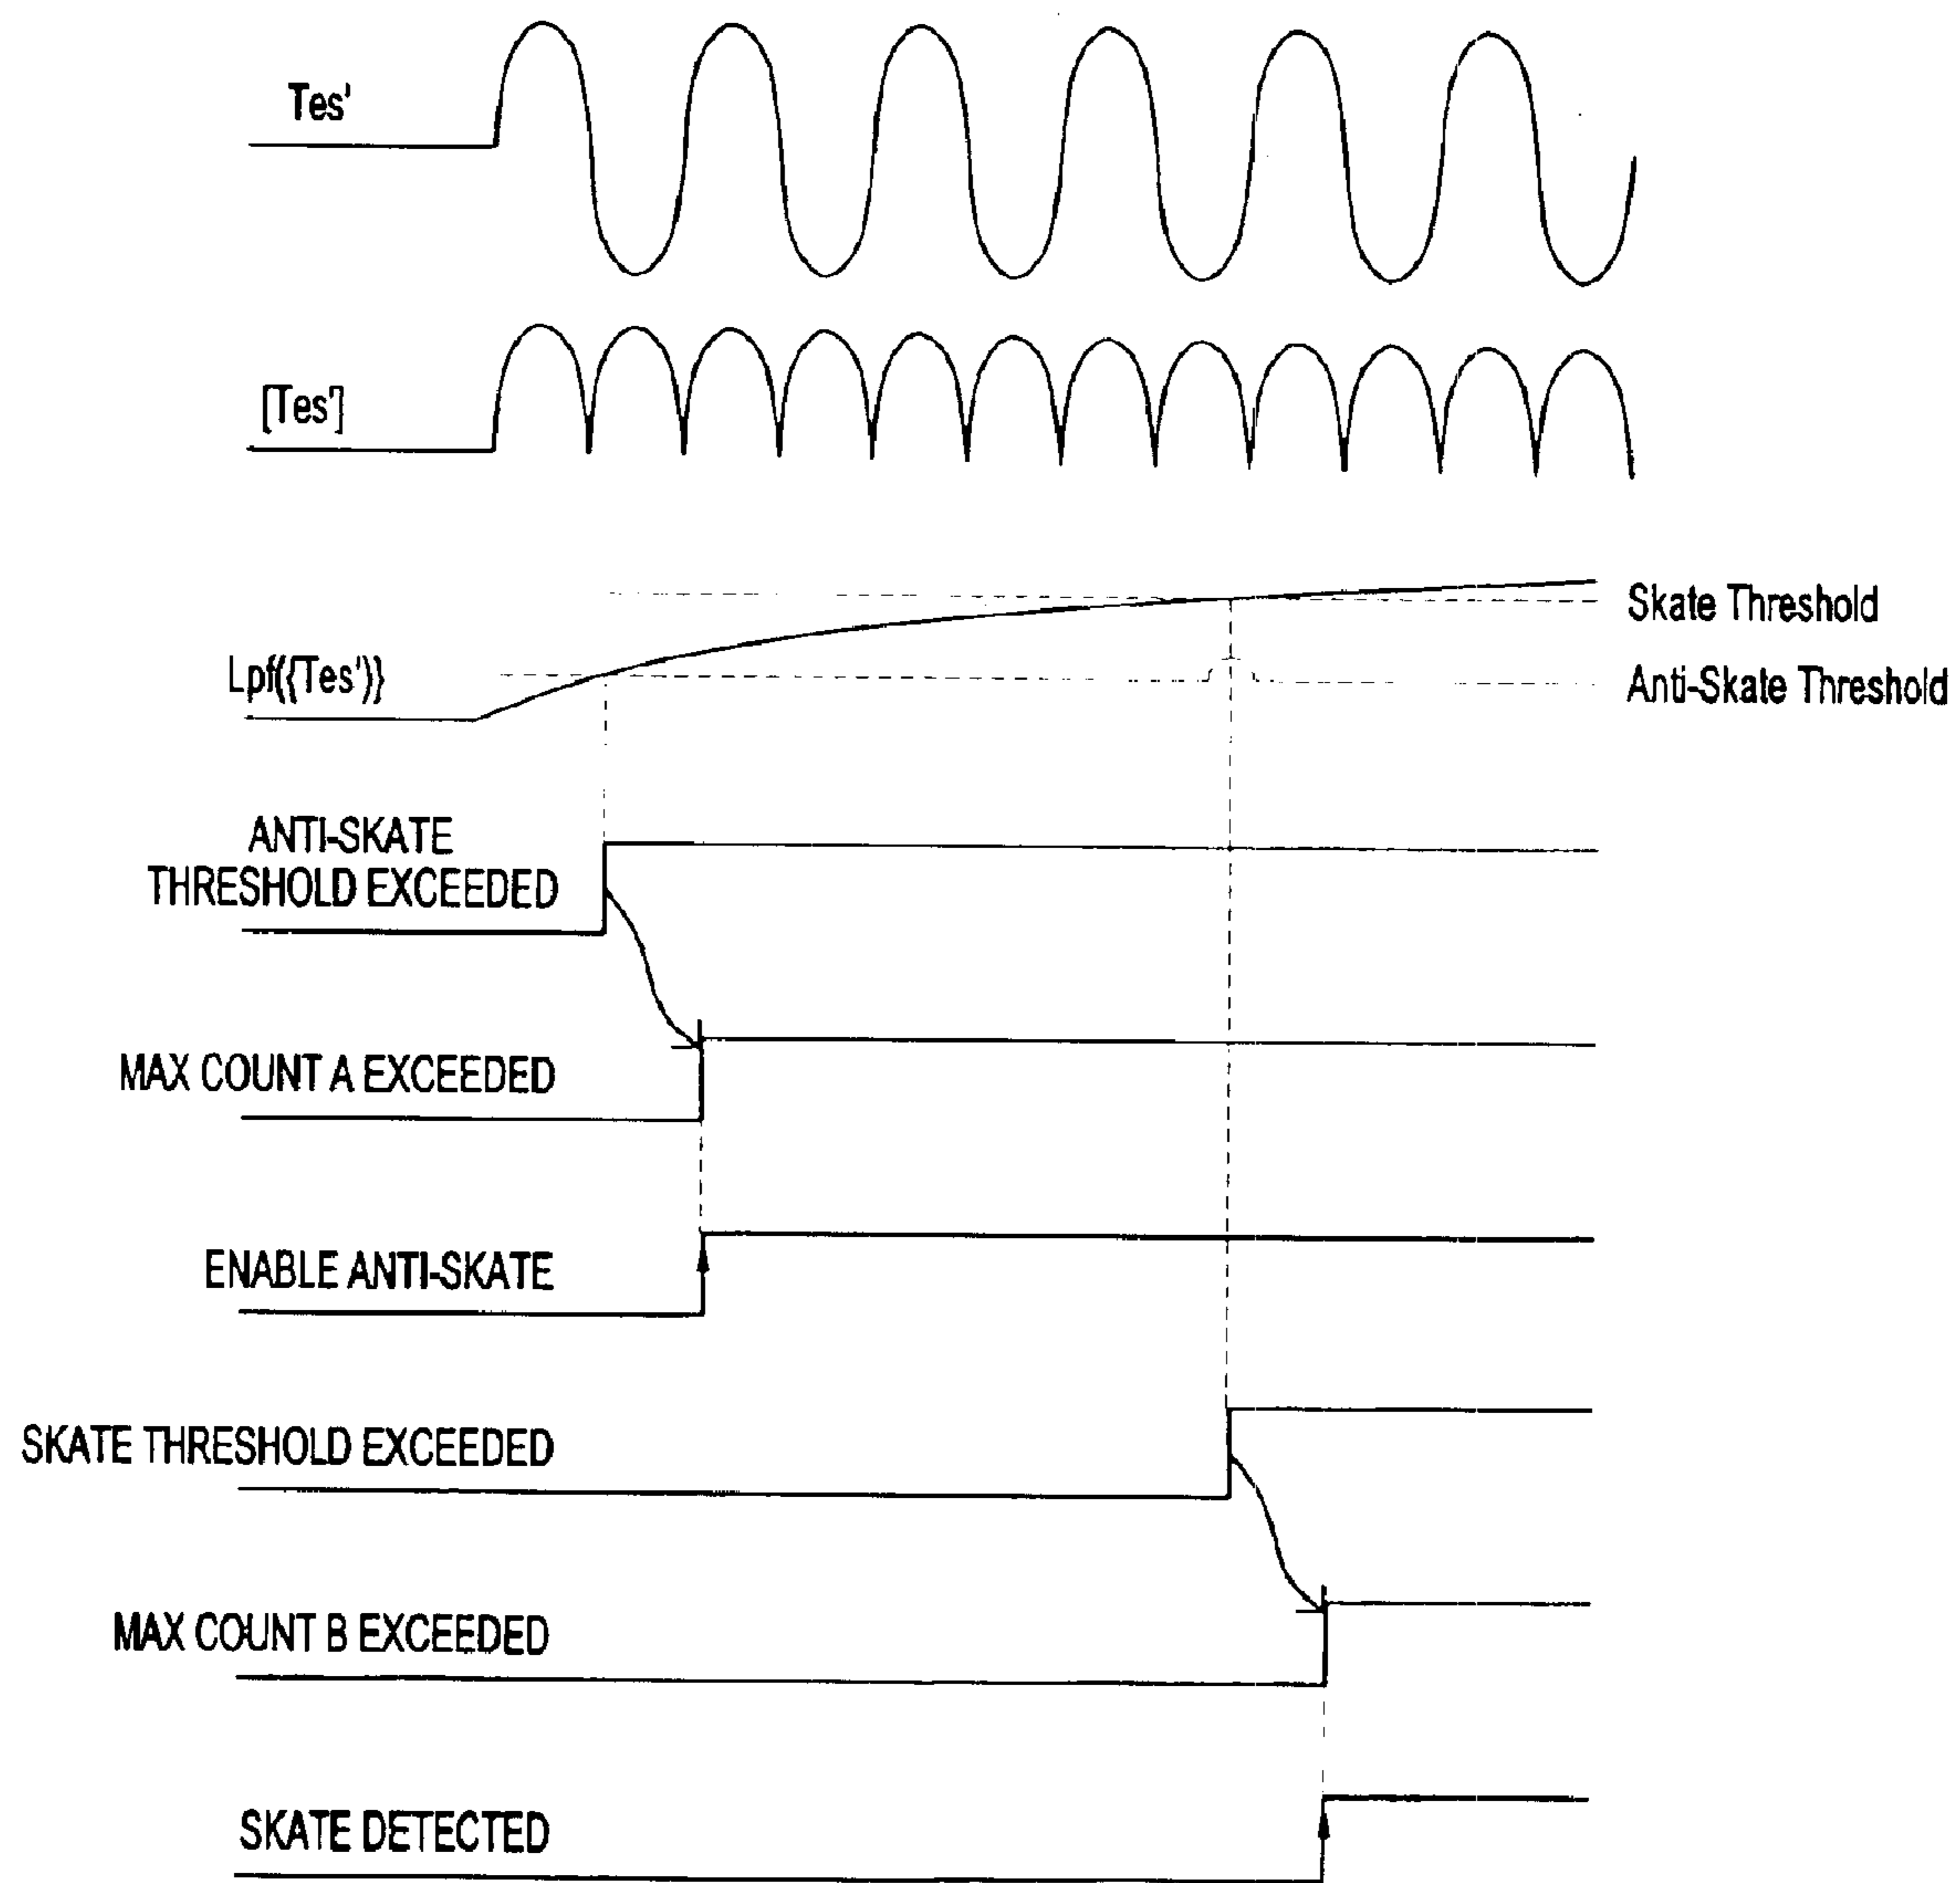 Tes'
[Tes']
Skate Threshold
Lpf({Tes')}
Anti-Skate Threshold
ANTI-SKATE
THRESHOLD EXCEEDED
MAX COUNT A EXCEEDED
ENABLE ANTI-SKATE
SKATE THRESHOLD EXCEEDED
MAX COUNT B EXCEEDED
SKATE DETECTED